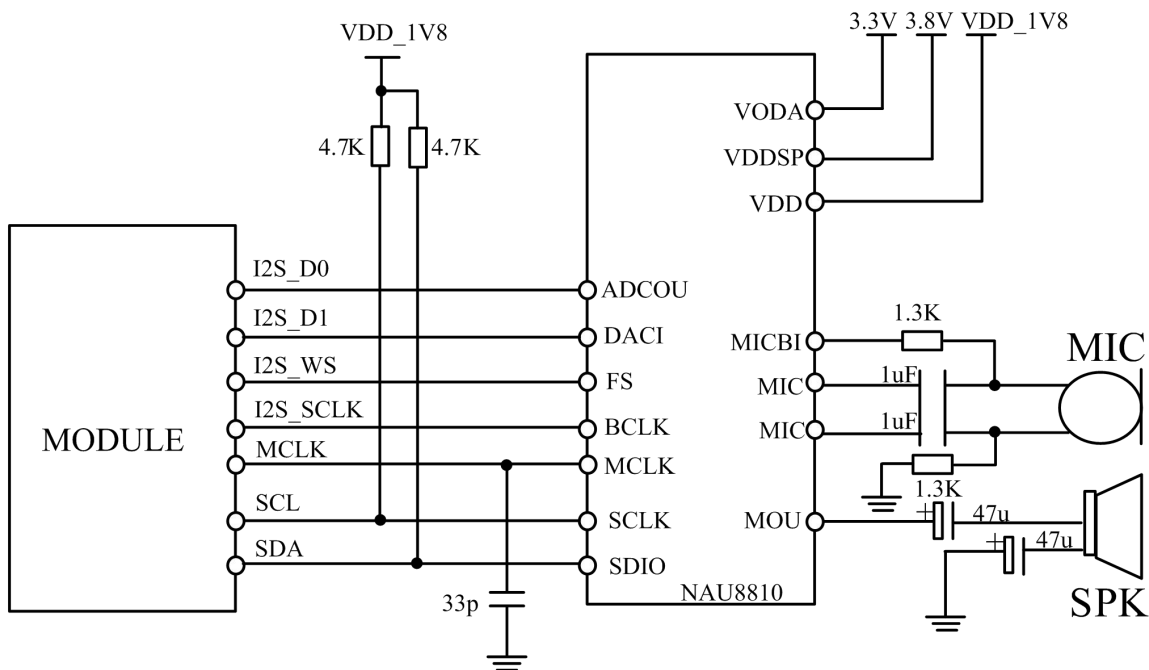 3.3V 3.8V VDD_1V8
VDD_1V8
VODA
4.7K 4.7K
VDDSP
VDD
I2S_D0
ADCOU
1.3K
I2S_D1
DACI
MICBI
MIC
I2S_WS
FS
MIC
1uF
I2S_SCLK
BCLK
MIC
1uF
MODULE
MCLK
MCLK
1.3K
SCL
SCLK
MOU
+
47u
SDA
SDIO
+
47u
33p
NAU8810
SPK